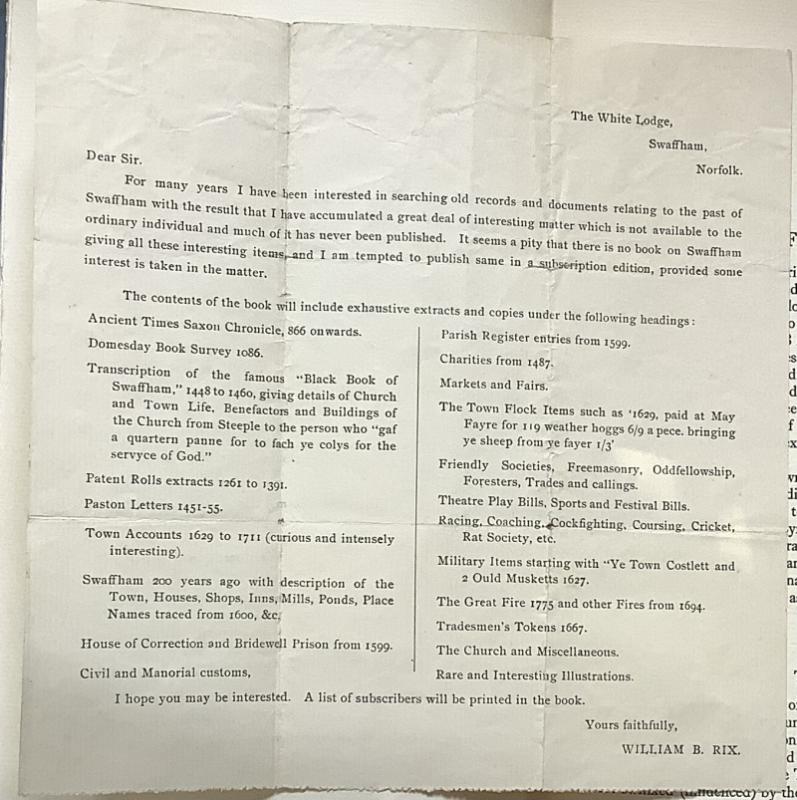 The White Lodge,
Swaffham,
Norfolk.
Dear Sir.
For many years I have been interested in searching old records and documents relating to the past of
Swaffham with the result that I have accumulated a great deal of interesting matter which is not available to the
ordinary individual and much of it has never been published. It seems a pity that there is no book on Swaffham
giving all these interesting items, and I am tempted to publish same in a subscription edition, provided some
interest is taken in the matter.
The contents of the book will include exhaustive extracts and copies under the following headings:
Ancient Times Saxon Chronicle, 866 onwards.
Domesday Book Survey 1086.
Transcription of the famous "Black Book of
Swaffham," 1448 to 1460, giving details of Church
and Town Life, Benefactors and Buildings of
the Church from Steeple to the person who "gaf
a quartern panne for to fach ye colys for the
servyce of God."
Patent Rolls extracts 1261 to 1391.
Paston Letters 1451-55.
Town Accounts 1629 to 1711 (curious and intensely
interesting).
Swaffham 200 years ago with description of the
Town, Houses, Shops, Inns, Mills, Ponds, Place
Names traced from 1600, &c.
House of Correction and Bridewell Prison from 1599.
Civil and Manorial customs,
Parish Register entries from 1599.
Charities from 1487.
Markets and Fairs.
The Town Flock Items such as '1629, paid at May
Fayre for 119 weather hoggs 6/9 a pece. bringing
ye sheep from ye fayer 1/3'
Friendly Societies, Freemasonry, Oddfellowship,
Foresters, Trades and callings.
Theatre Play Bills, Sports and Festival Bills.
Racing, Coaching, Cockfighting, Coursing, Cricket,
Rat Society, etc.
Military Items starting with "Ye Town Costlett and
2 Ould Musketts 1627.
The Great Fire 1775 and other Fires from 1694.
Tradesmen's Tokens 1667.
The Church and Miscellaneous.
Rare and Interesting Illustrations.
I hope you may be interested. A list of subscribers will be printed in the book.
Yours faithfully,
WILLIAM B. RIX.